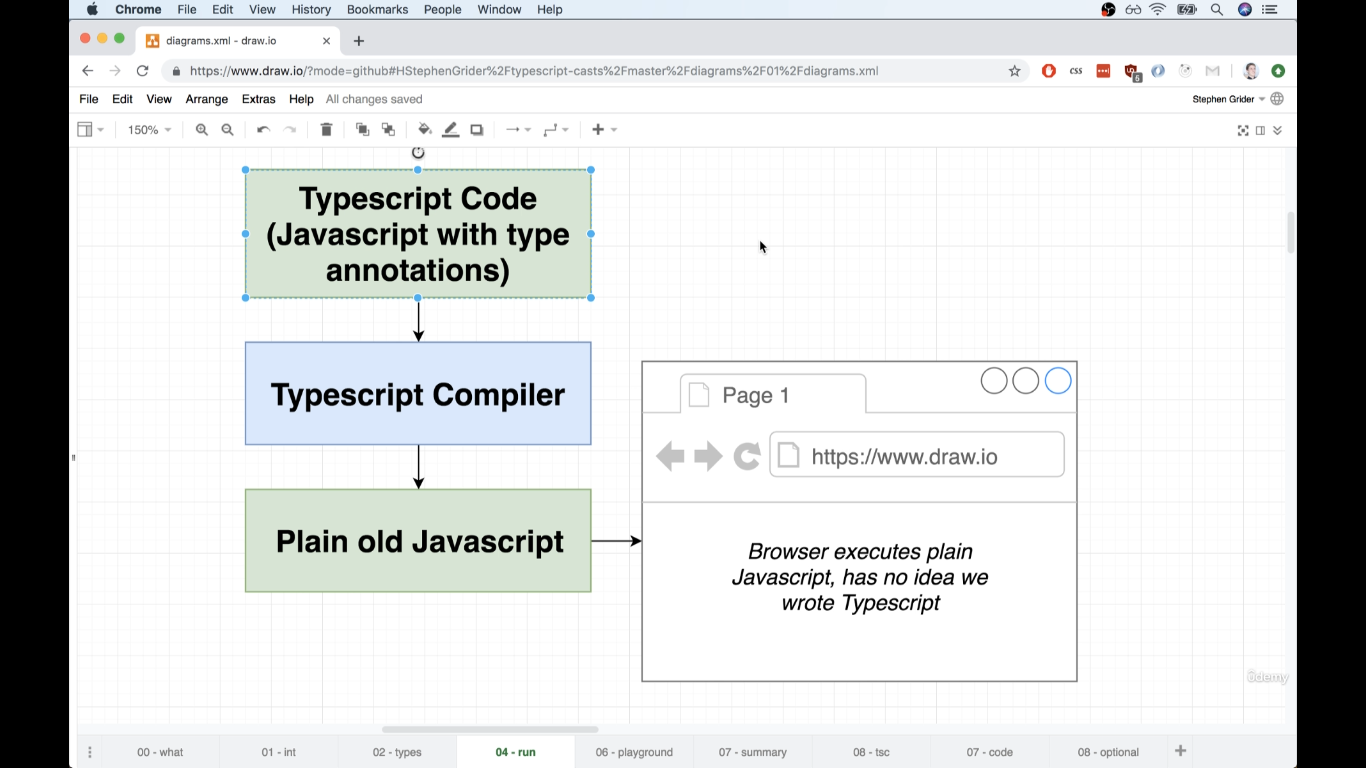 Chrome File Edit View History Bookmarks People Window Help
diagrams.xml - draw.io
https://www.draw.io/?mode=github#HStephenGrider%2Ftypescript-casts%2Fmaster%2Fdiagrams%2F01%2Fdiagrams.xml
css
5
File Edit View Arrange Extras Help All changes saved
Stephen Grider
150%
Typescript Code
(Javascript with type
annotations)
Typescript Compiler
Plain old Javascript
Page 1
https://www.draw.io
Browser executes plain
Javascript, has no idea we
wrote Typescript
ûdemy
00 - what 01 - int 02 - types 04 - run 06 - playground 07 - summary 08 - tsc 07 - code 08 - optional